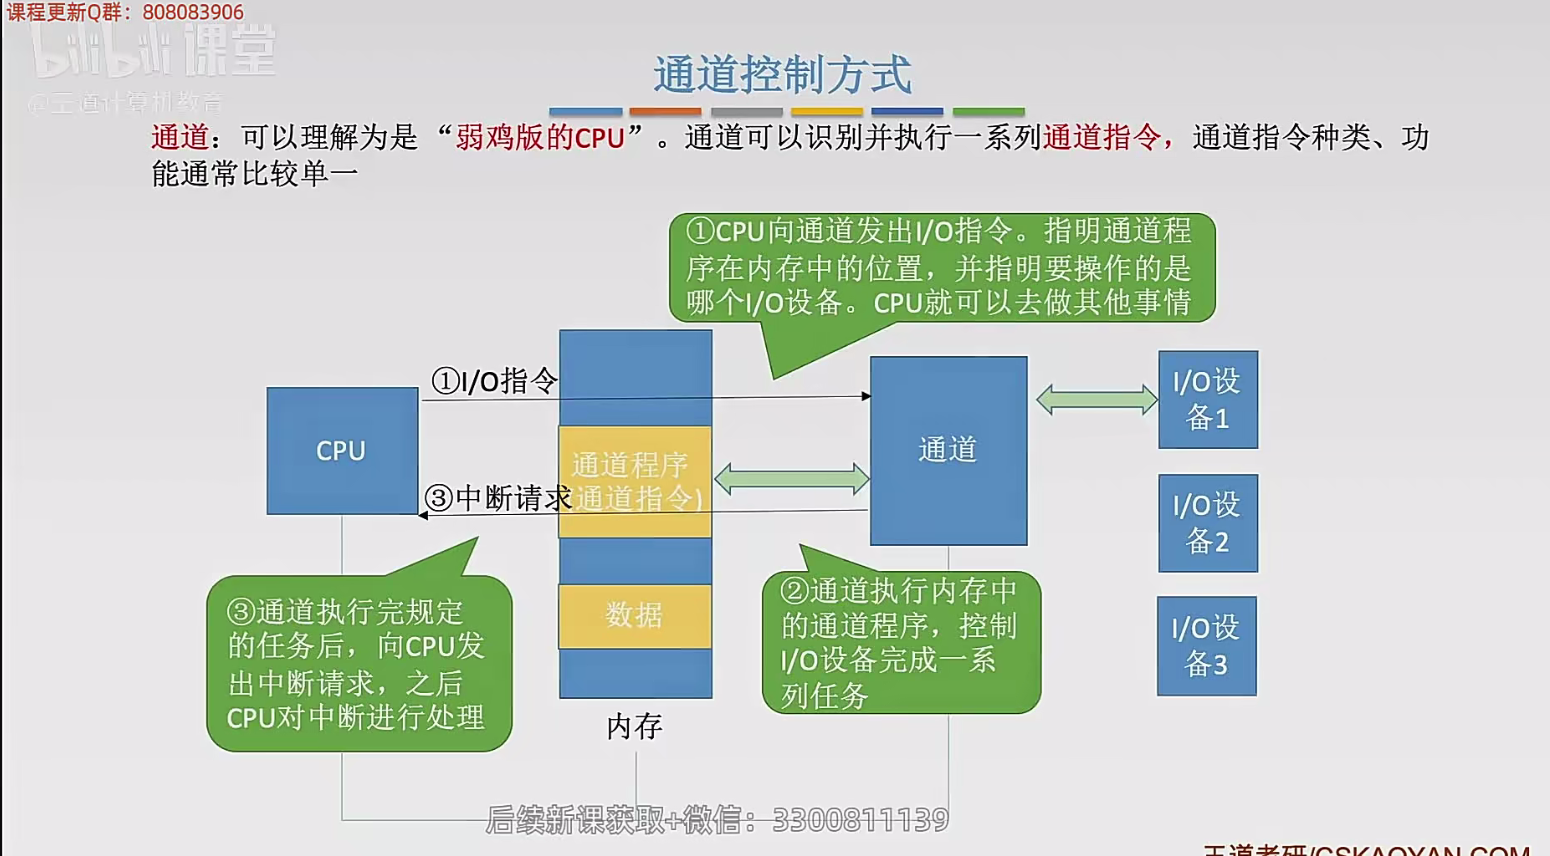 课程更新Q群：808083906
bilibili课堂
@王道计算机教育
通道控制方式
通道：可以理解为是“弱鸡版的CPU”。通道可以识别并执行一系列通道指令，通道指令种类、功
能通常比较单一
①CPU向通道发出I/O指令。指明通道程
序在内存中的位置，并指明要操作的是
哪个I/O设备。CPU就可以去做其他事情
①I/O指令
CPU
通道
I/O设
备1
通道程序
(通道指令)
③中断请求
I/O设
备2
③通道执行完规定
的任务后，向CPU发
出中断请求，之后
CPU对中断进行处理
数据
②通道执行内存中
的通道程序，控制
I/O设备完成一系
列任务
I/O设
备3
内存
后续新课获取+微信：3300811139
王道考研/CSKAOYAN.COM